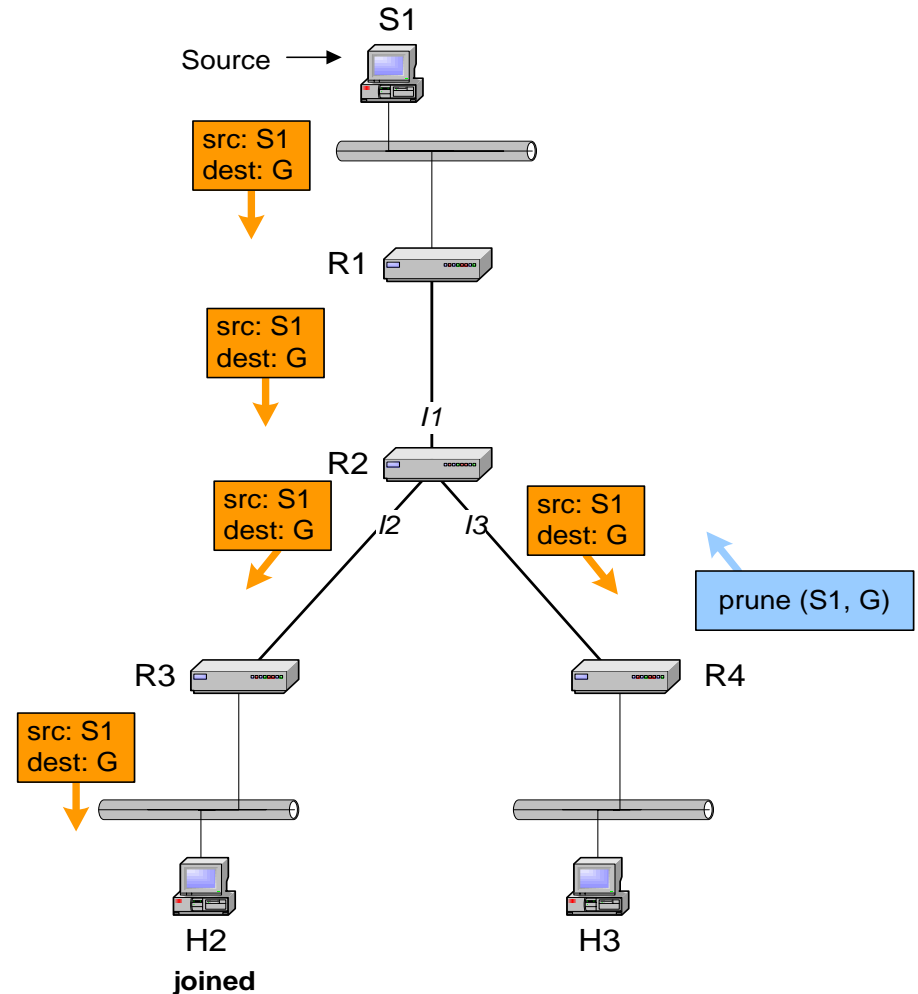 S1
Source
src: S1
dest: G
R1
src: S1
dest: G
I1
R2
src: S1
dest: G
I2
I3
src: S1
dest: G
prune (S1, G)
R3
R4
src: S1
dest: G
H2
joined
H3